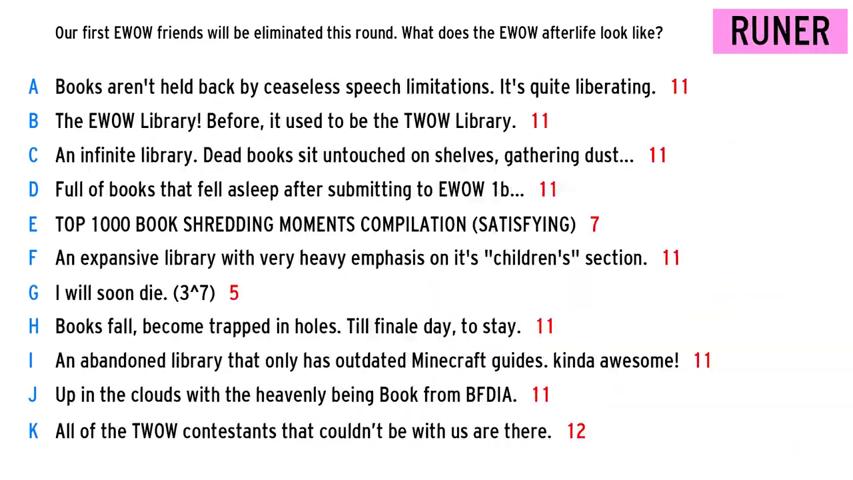 Our first EWOW friends will be eliminated this round. What does the EWOW afterlife look like?
RUNER
A Books aren't held back by ceaseless speech limitations. It's quite liberating. 11
B The EWOW Library! Before, it used to be the TWOW Library. 11
C An infinite library. Dead books sit untouched on shelves, gathering dust... 11
D Full of books that fell asleep after submitting to EWOW 1b... 11
E TOP 1000 BOOK SHREDDING MOMENTS COMPILATION (SATISFYING) 7
F An expansive library with very heavy emphasis on it's "children's" section. 11
G I will soon die. (3^7) 5
H Books fall, become trapped in holes. Till finale day, to stay. 11
I An abandoned library that only has outdated Minecraft guides. kinda awesome! 11
J Up in the clouds with the heavenly being Book from BFDIA. 11
K All of the TWOW contestants that couldn’t be with us are there. 12